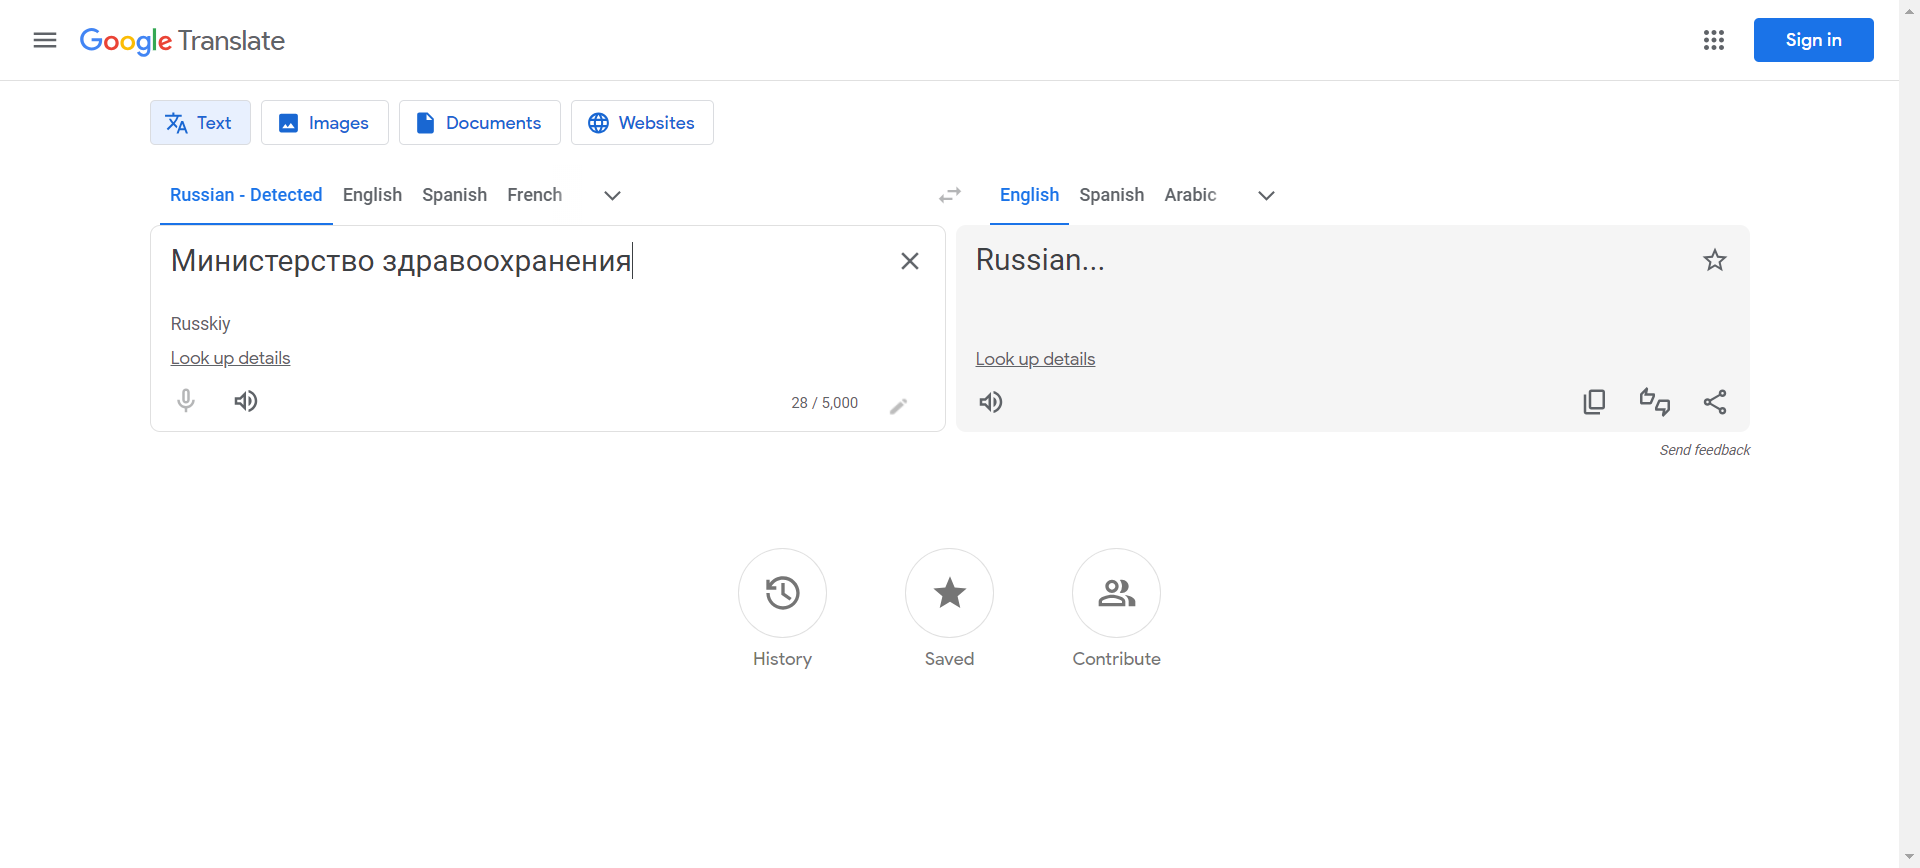 Google Translate
Sign in
Text
Images
Documents
Websites
Russian - Detected
English
Spanish
French
English
Spanish
Arabic
Министерство здравоохранения
Russkiy
Look up details
28 / 5,000
Russian...
Look up details
Send feedback
History
Saved
Contribute